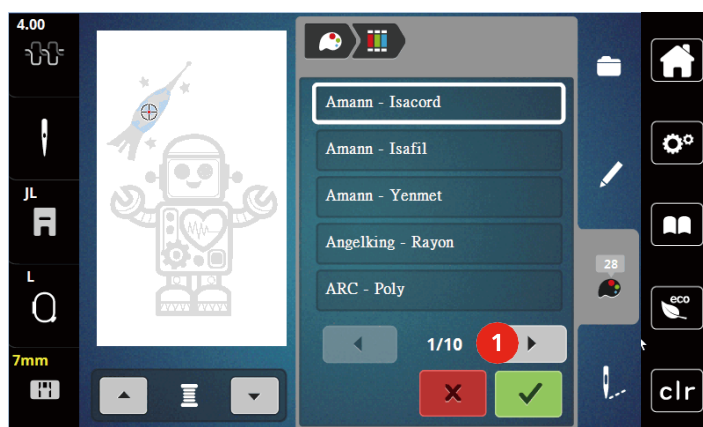 4.00
JL
L
7mm
Amann - Isacord
Amann - Isafil
Amann - Yenmet
Angelking - Rayon
ARC - Poly
1/10
1
28
eco
clr